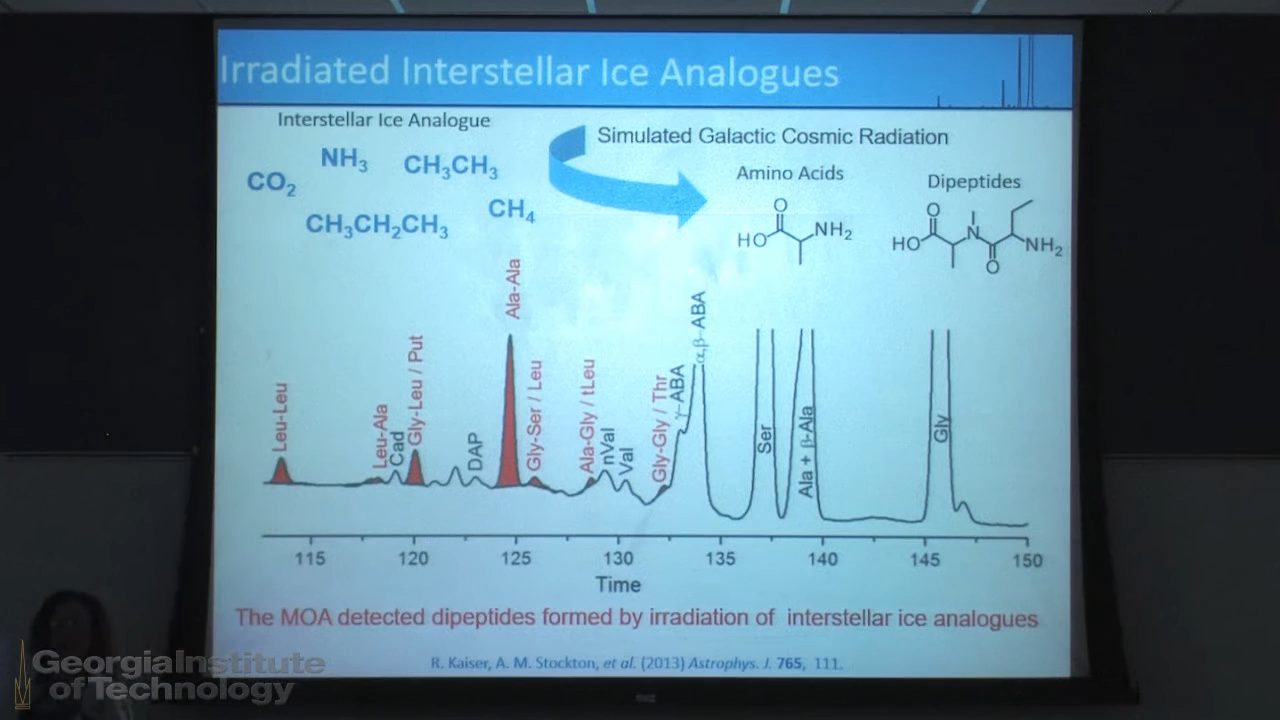 Irradiated Interstellar Ice Analogues
Interstellar Ice Analogue
Simulated Galactic Cosmic Radiation
CO₂
NH₃
CH₃CH₃
CH₃CH₂CH₃
CH₄
Amino Acids
O
HO
NH₂
Dipeptides
O
HO
N
O
NH₂
Leu-Leu
Leu-Ala
Cad
Gly-Leu / Put
DAP
Ala-Ala
Gly-Ser / Leu
Ala-Gly / tLeu
nVal
Val
Gly-Gly / Thr
γ-ABA
α,β-ABA
Ser
Ala + β-Ala
Gly
115 120 125 130 135 140 145 150
Time
The MOA detected dipeptides formed by irradiation of interstellar ice analogues
R. Kaiser, A. M. Stockton, et al. (2013) Astrophys. J. 765, 111.
Georgia Institute
of Technology